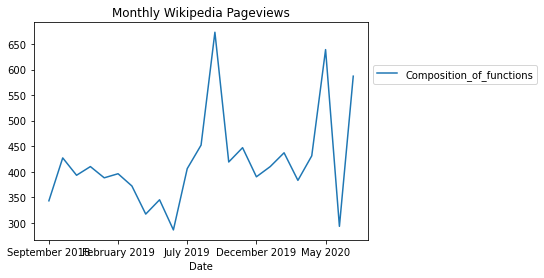 Monthly Wikipedia Pageviews
650
600
550
500
450
400
350
300
Composition_of_functions
September 2018
February 2019
July 2019
December 2019
May 2020
Date